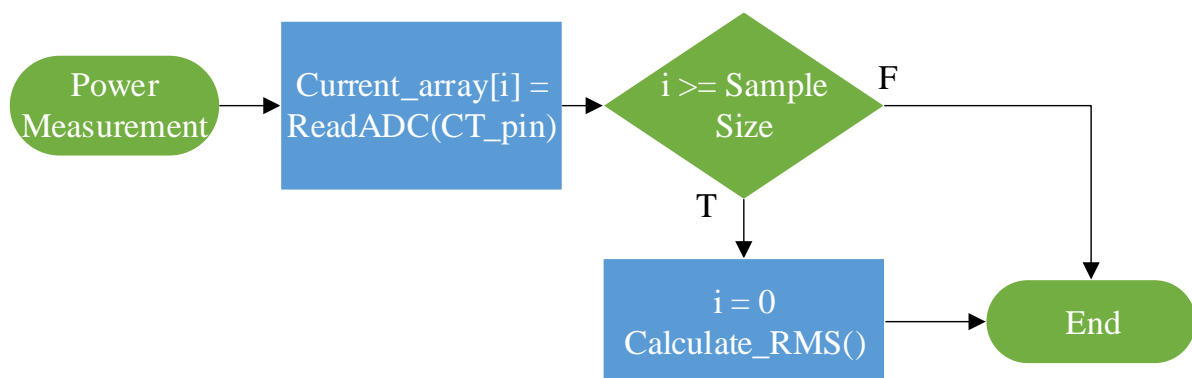 Power
Measurement
Current_array[i] =
ReadADC(CT_pin)
i >= Sample
Size
F
T
i = 0
Calculate_RMS()
End